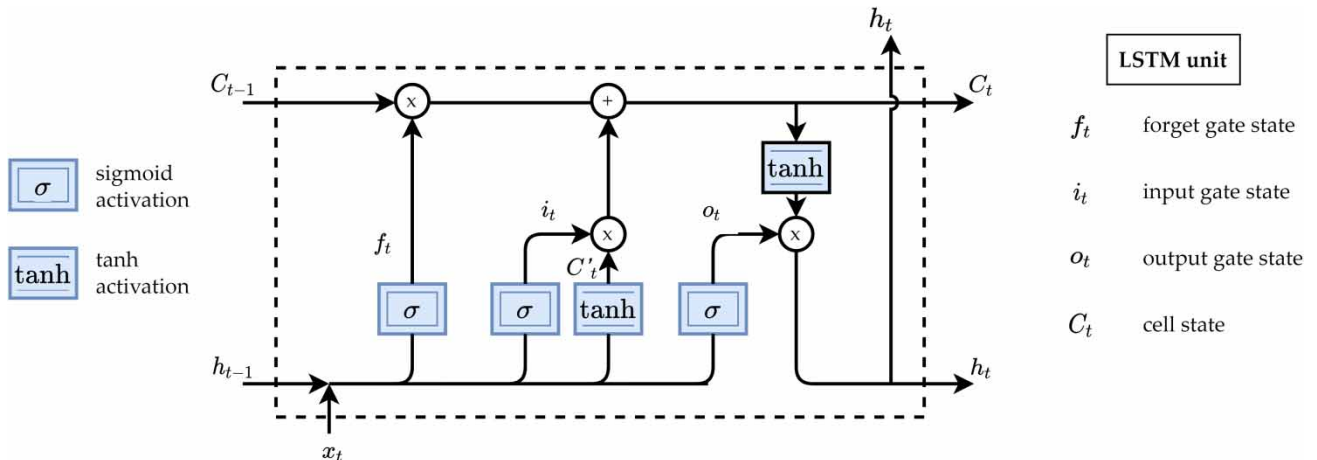 h_t
LSTM unit
C_{t-1}
x
+
C_t
f_t forget gate state
tanh
σ
sigmoid
activation
i_t input gate state
i_t
o_t
x
x
f_t
C'_t
tanh
tanh
activation
o_t output gate state
σ
σ
tanh
σ
C_t cell state
h_{t-1}
h_t
x_t